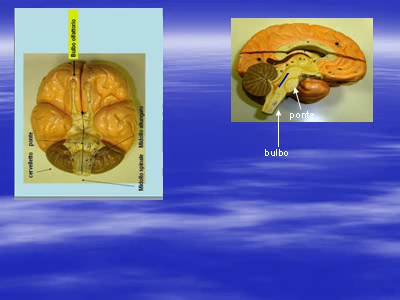 Bulbo olfattorio
cervelletto
ponte
Midollo spinale
Midollo allungato
ponte
bulbo